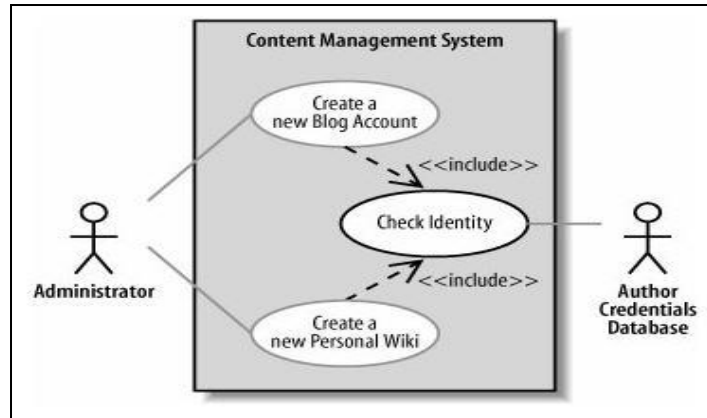 Content Management System
Create a
new Blog Account
<<include>>
Check Identity
<<include>>
Administrator
Create a
new Personal Wiki
Author
Credentials
Database